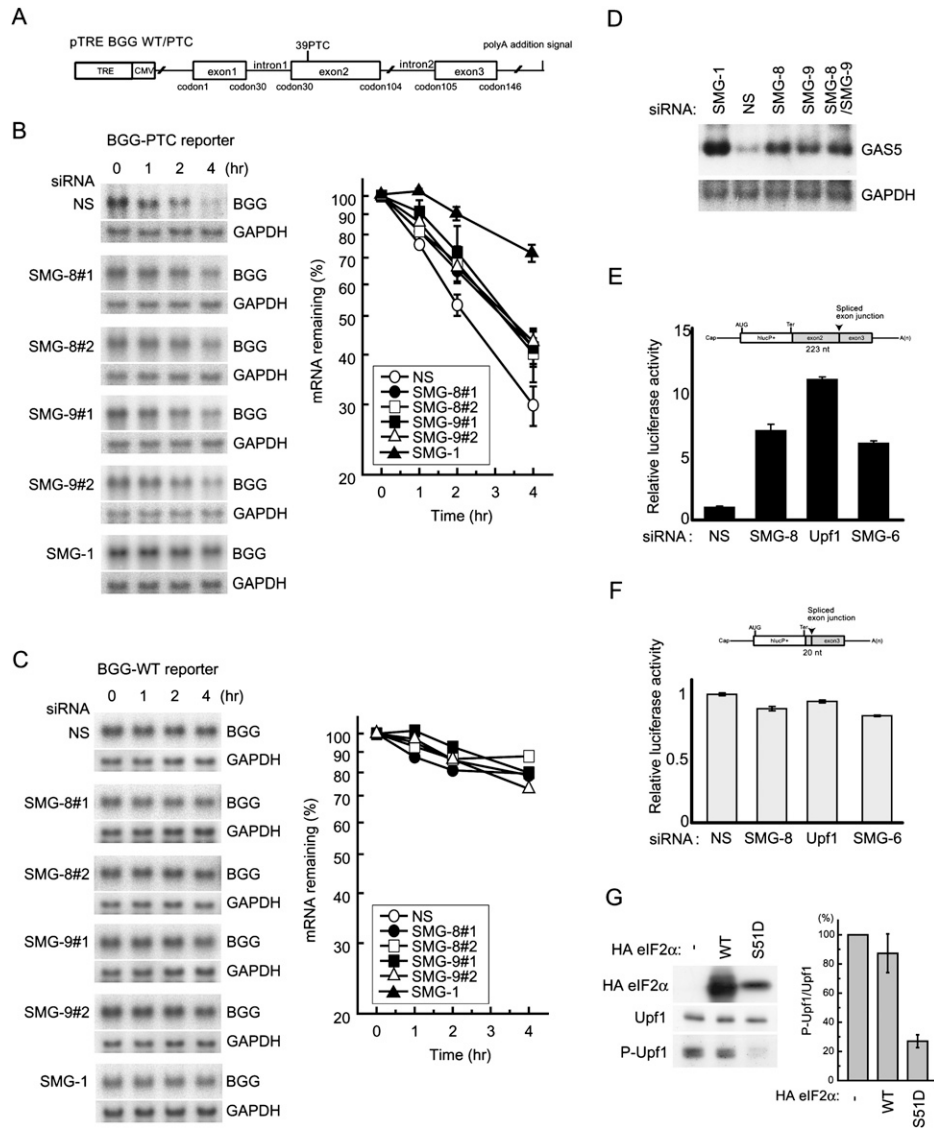 A
pTRE BGG WT/PTC
39PTC
polyA addition signal
intron1
intron2
TRE
CMV
exon1
exon2
exon3
codon1
codon30
codon30
codon104
codon105
codon146
B
BGG-PTC reporter
0 1 2 4 (hr)
siRNA
NS
BGG
GAPDH
SMG-8#1
BGG
GAPDH
SMG-8#2
BGG
GAPDH
SMG-9#1
BGG
GAPDH
SMG-9#2
BGG
GAPDH
SMG-1
BGG
GAPDH
mRNA remaining (%)
100
90
80
70
60
50
40
30
20
NS
SMG-8#1
SMG-8#2
SMG-9#1
SMG-9#2
SMG-1
0 1 2 3 4
Time (hr)
C
BGG-WT reporter
0 1 2 4 (hr)
siRNA
NS
BGG
GAPDH
SMG-8#1
BGG
GAPDH
SMG-8#2
BGG
GAPDH
SMG-9#1
BGG
GAPDH
SMG-9#2
BGG
GAPDH
SMG-1
BGG
GAPDH
mRNA remaining (%)
100
90
80
70
60
50
40
30
20
NS
SMG-8#1
SMG-8#2
SMG-9#1
SMG-9#2
SMG-1
0 1 2 3 4
Time (hr)
D
siRNA:
SMG-1
NS
SMG-8
SMG-9
SMG-8
/SMG-9
GAS5
GAPDH
E
Spliced
exon junction
AUG
Ter
Cap
hlucP+
exon2
exon3
A(n)
223 nt
Relative luciferase activity
15
10
5
0
siRNA : NS SMG-8 Upf1 SMG-6
F
Spliced
exon junction
AUG
Ter
Cap
hlucP+
exon3
A(n)
20 nt
Relative luciferase activity
1
0.5
0
siRNA : NS SMG-8 Upf1 SMG-6
G
HA eIF2α:
-
WT
S51D
HA eIF2α
Upf1
P-Upf1
(%)
P-Upf1/Upf1
100
80
60
40
20
0
HA eIF2α:
-
WT
S51D